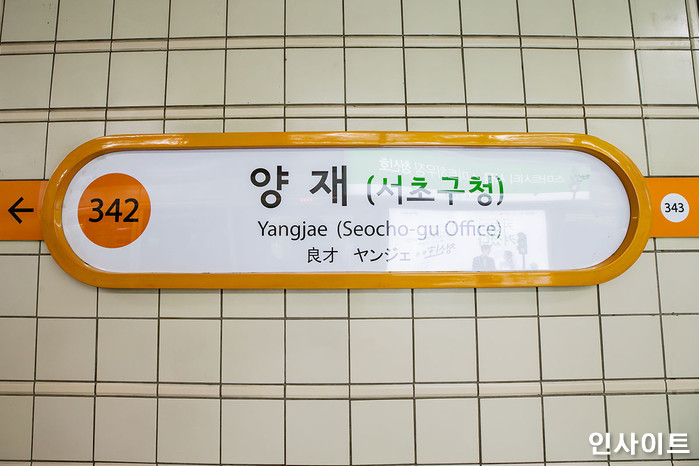 ←
342
양재 (서초구청)
Yangjae (Seocho-gu Office)
良才 ヤンジェ
343
인사이트